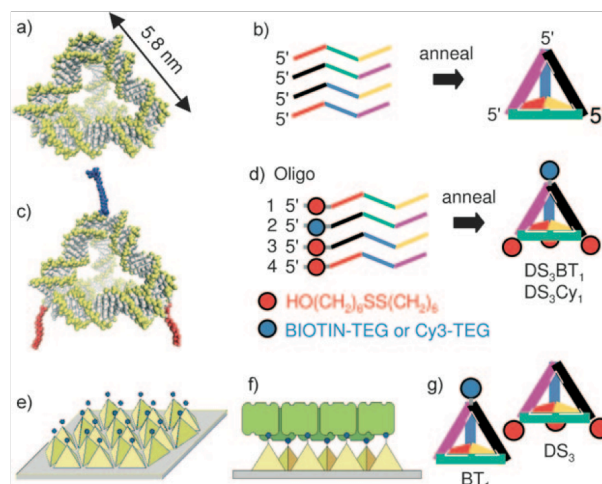 a)
5.8 nm
b)
5'
5'
5'
5'
anneal
5'
5'
5
c)
d) Oligo
1 5'
2 5'
3 5'
4 5'
anneal
DS3BT1
DS3Cy1
HO(CH2)6SS(CH2)6
BIOTIN-TEG or Cy3-TEG
e)
f)
g)
BT
DS3